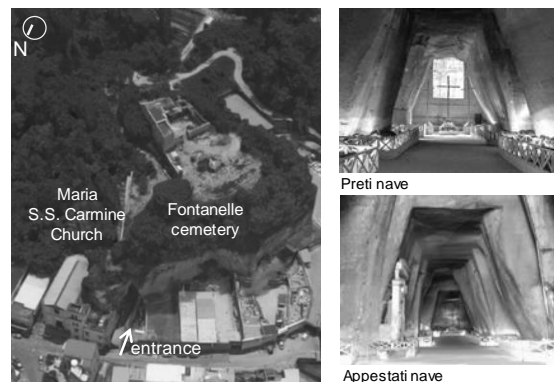 N
Maria
S.S. Carmine
Church
Fontanelle
cemetery
entrance
Preti nave
Appestati nave